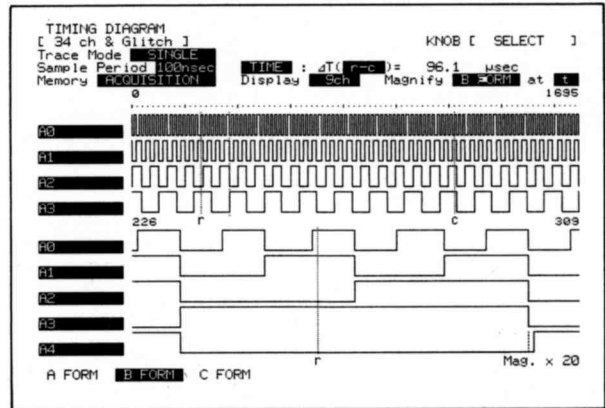 TIMING DIAGRAM
[ 34 ch & Glitch ] KNOB [ SELECT ]
Trace Mode SINGLE
Sample Period 100nsec TIME : ΔT( r-c )= 96.1 μsec
Memory ACQUISITION Display 9ch Magnify B FORM at t
0 1695
A0
A1
A2
A3
226 r c 309
A0
A1
A2
A3
A4
r Mag. x 20
A FORM B FORM C FORM